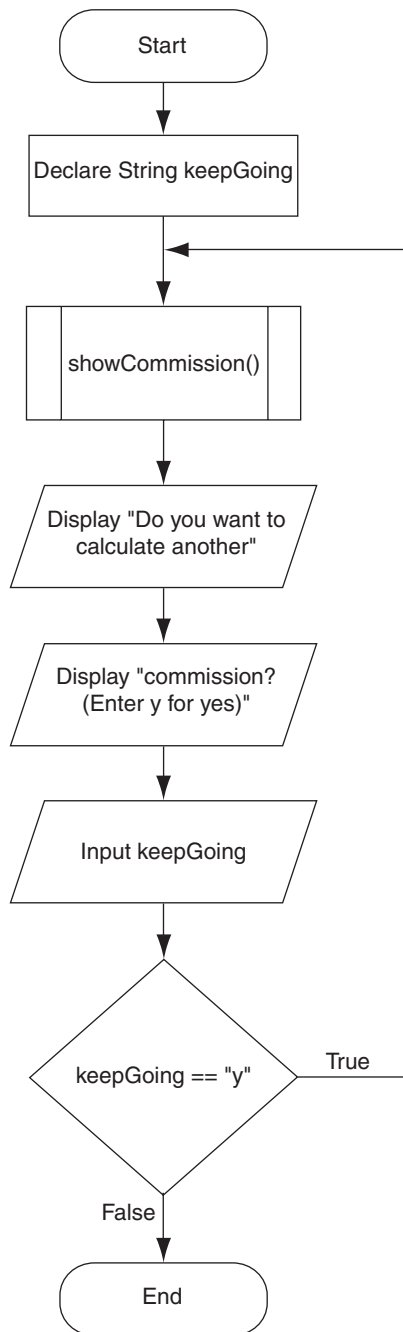 Start
Declare String keepGoing
showCommission()
Display "Do you want to
calculate another"
Display "commission?
(Enter y for yes)"
Input keepGoing
keepGoing == "y"
True
False
End